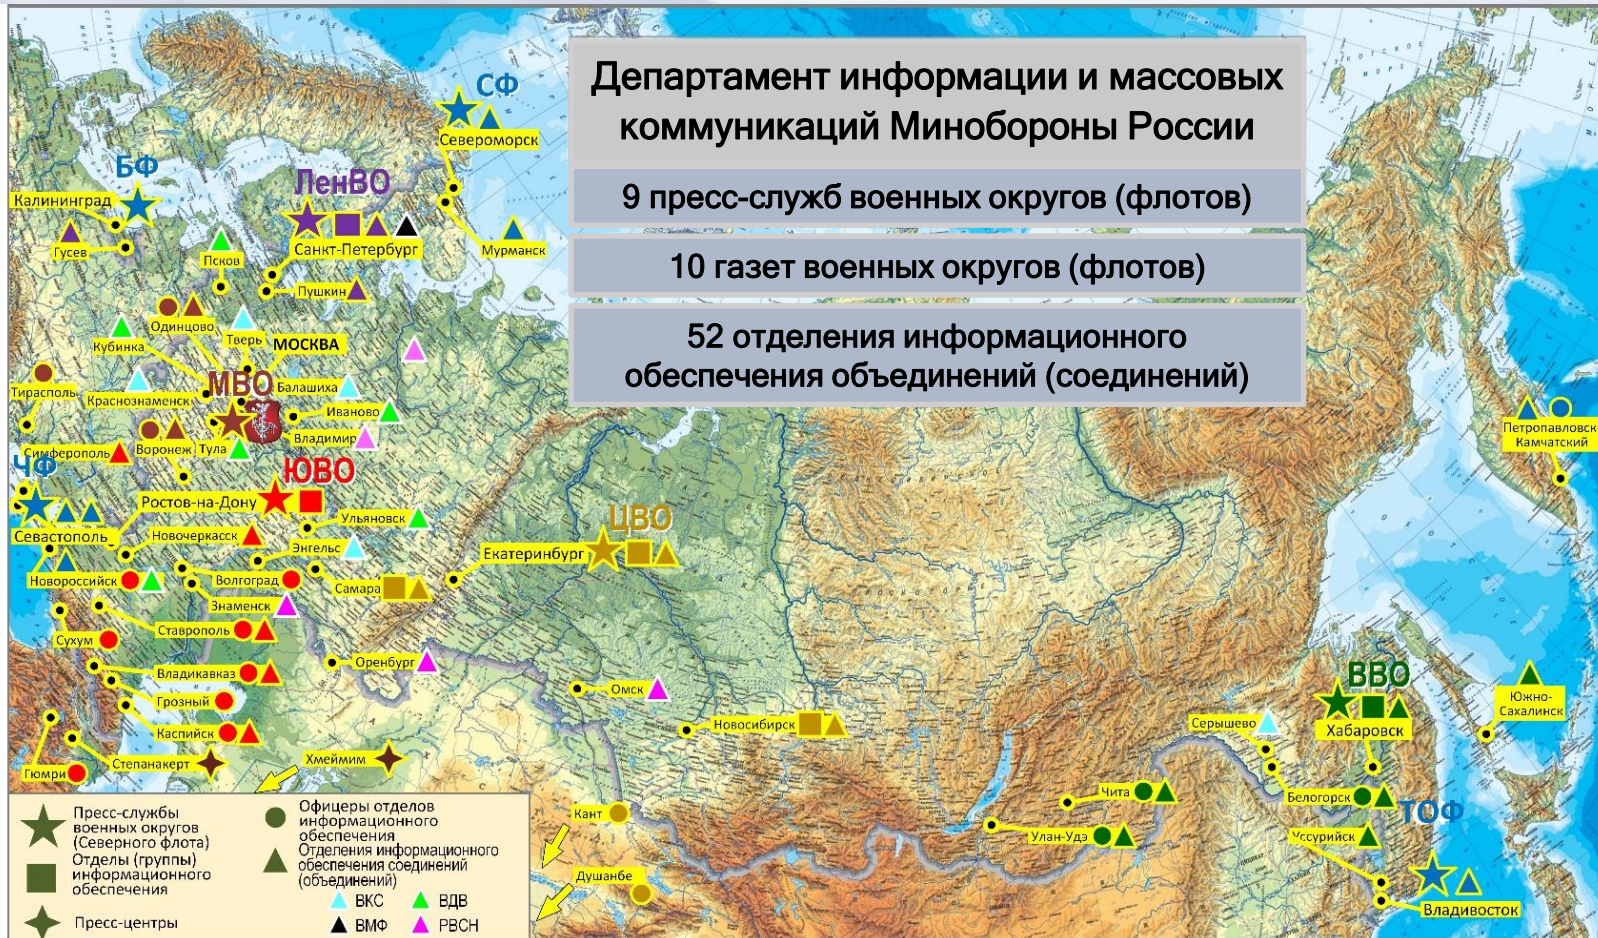 Департамент информации и массовых
коммуникаций Минобороны России
9 пресс-служб военных округов (флотов)
10 газет военных округов (флотов)
52 отделения информационного
обеспечения объединений (соединений)
СФ
Североморск
БФ
Калининград
Гусев
ЛенВО
Санкт-Петербург
Мурманск
Псков
Пушкин
Одинцово
Тверь
МОСКВА
Кубинка
Тирасполь
Краснознаменск
МВО
Балашиха
Иваново
Владимир
Симферополь
Воронеж
Тула
ЧФ
ЮВО
Ростов-на-Дону
Севастополь
Ульяновск
Новочеркасск
Энгельс
ЦВО
Екатеринбург
Новороссийск
Волгоград
Самара
Знаменск
Ставрополь
Сухум
Оренбург
Владикавказ
Грозный
Омск
Каспийск
Новосибирск
Степанакерт
Хмеймим
Гюмри
Петропавловск-
Камчатский
ВВО
Хабаровск
Южно-
Сахалинск
Серышево
Белогорск
Чита
Улан-Удэ
ТОФ
Уссурийск
Владивосток
Кант
Душанбе
Пресс-службы
военных округов
(Северного флота)
Отделы (группы)
информационного
обеспечения
Пресс-центры
Офицеры отделов
информационного
обеспечения
Отделения информационного
обеспечения соединений
(объединений)
ВКС
ВДВ
ВМФ
РВСН